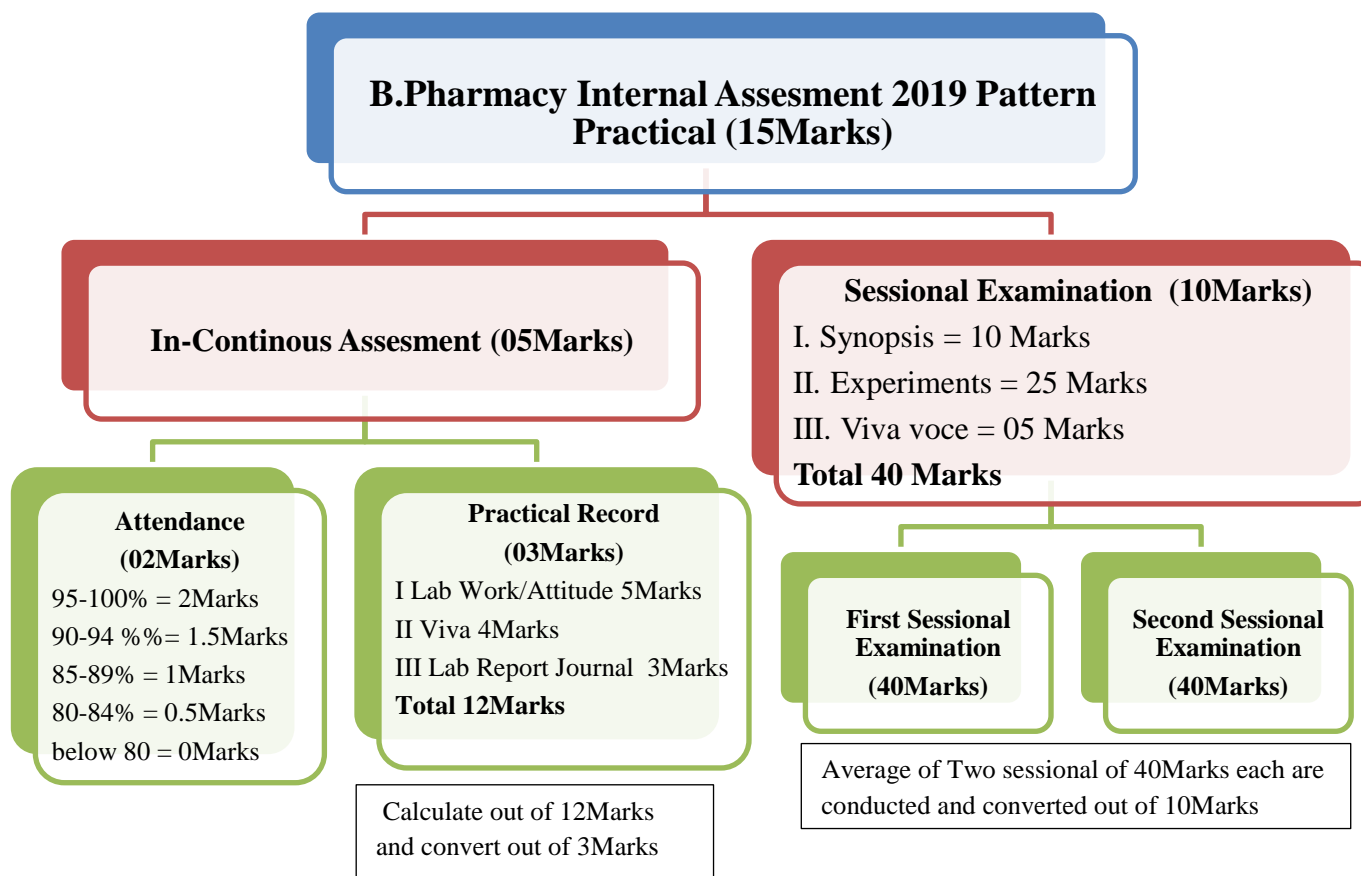 B.Pharmacy Internal Assesment 2019 Pattern
Practical (15Marks)
In-Continous Assesment (05Marks)
Sessional Examination (10Marks)
I. Synopsis = 10 Marks
II. Experiments = 25 Marks
III. Viva voce = 05 Marks
Total 40 Marks
Attendance
(02Marks)
95-100% = 2Marks
90-94 %%= 1.5Marks
85-89% = 1Marks
80-84% = 0.5Marks
below 80 = 0Marks
Practical Record
(03Marks)
I Lab Work/Attitude 5Marks
II Viva 4Marks
III Lab Report Journal 3Marks
Total 12Marks
First Sessional
Examination
(40Marks)
Second Sessional
Examination
(40Marks)
Calculate out of 12Marks
and convert out of 3Marks
Average of Two sessional of 40Marks each are
conducted and converted out of 10Marks